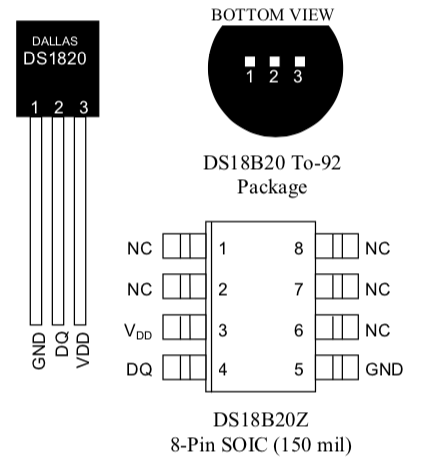 BOTTOM VIEW
DALLAS
DS1820
1 2 3
GND
DQ
VDD
1 2 3
DS18B20 To-92
Package
NC 1 8 NC
NC 2 7 NC
VDD 3 6 NC
DQ 4 5 GND
DS18B20Z
8-Pin SOIC (150 mil)